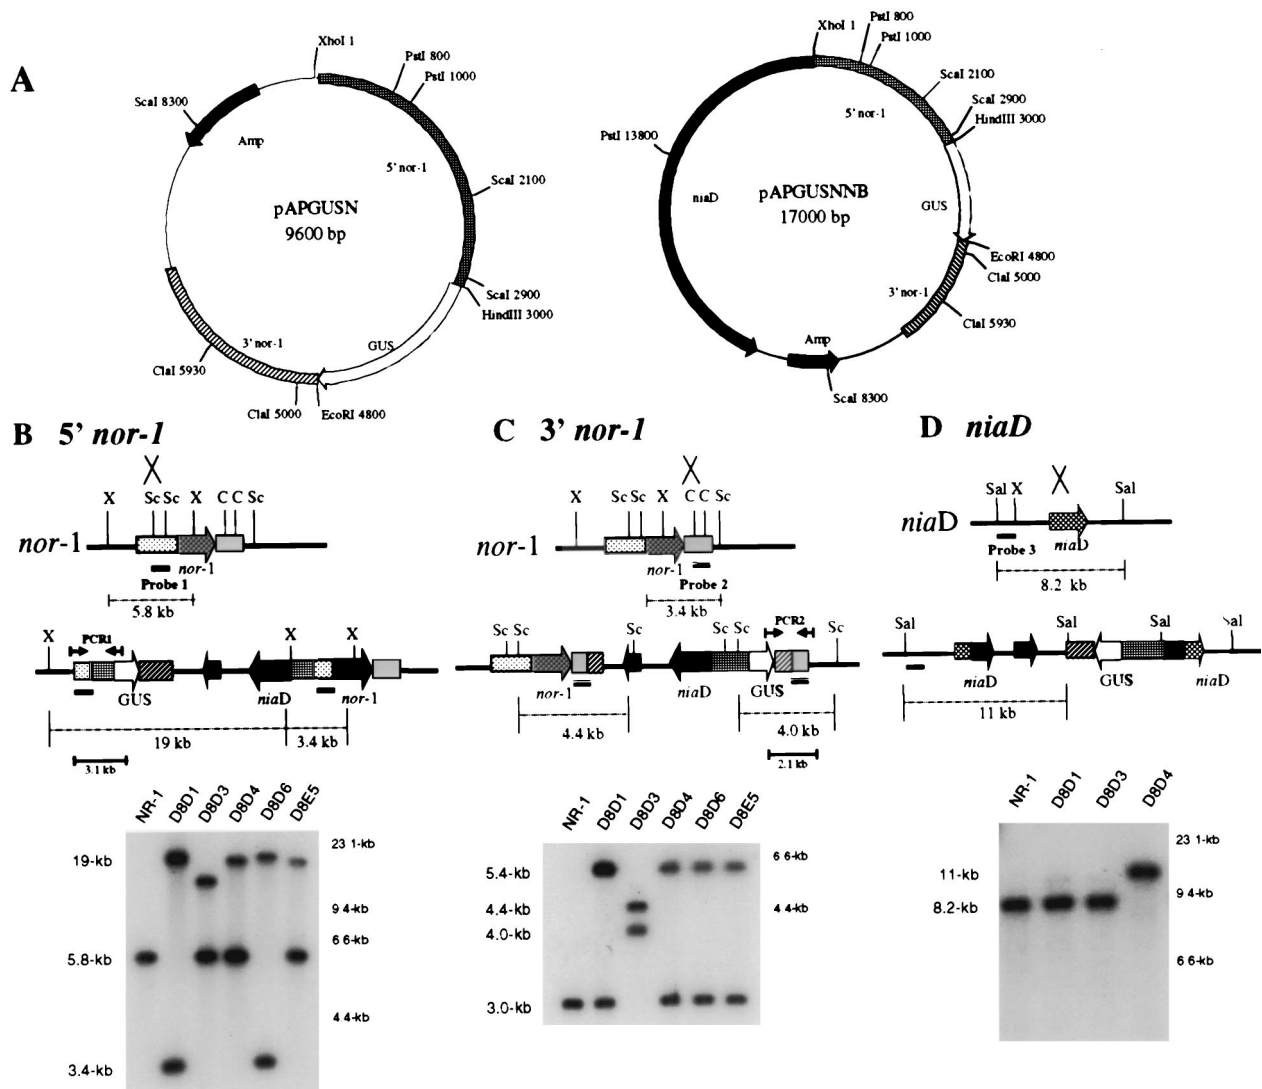 A
XhoI 1
PstI 800
PstI 1000
ScaI 8300
Amp
5' nor-1
ScaI 2100
pAPGUSN
9600 bp
ScaI 2900
HindIII 3000
3' nor-1
GUS
ClaI 5930
ClaI 5000
EcoRI 4800
XhoI 1
PstI 800
PstI 1000
ScaI 2100
ScaI 2900
HindIII 3000
5' nor-1
PstI 13800
niaD
pAPGUSNNB
17000 bp
GUS
EcoRI 4800
ClaI 5000
3' nor-1
ClaI 5930
Amp
ScaI 8300
B 5' nor-1
X Sc Sc X C C Sc
nor-1
nor-1
Probe 1
5.8 kb
X PCR1 X X
GUS niaD nor-1
19 kb 3.4 kb
3.1 kb
NR-1 D8D1 D8D3 D8D4 D8D6 D8E5
19-kb
5.8-kb
3.4-kb
23 1-kb
9 4-kb
6 6-kb
4 4-kb
C 3' nor-1
X Sc Sc X C C Sc
nor-1
nor-1
Probe 2
3.4 kb
PCR2
Sc Sc Sc Sc Sc Sc
nor-1 niaD GUS
4.4 kb 4.0 kb
2.1 kb
NR-1 D8D1 D8D3 D8D4 D8D6 D8E5
5.4-kb
4.4-kb
4.0-kb
3.0-kb
6 6-kb
4 4-kb
D niaD
Sal X Sal
niaD
Probe 3 niaD
8.2 kb
Sal Sal Sal Sal
niaD GUS niaD
11 kb
NR-1 D8D1 D8D3 D8D4
11-kb
8.2-kb
23 1-kb
9 4-kb
6 6-kb